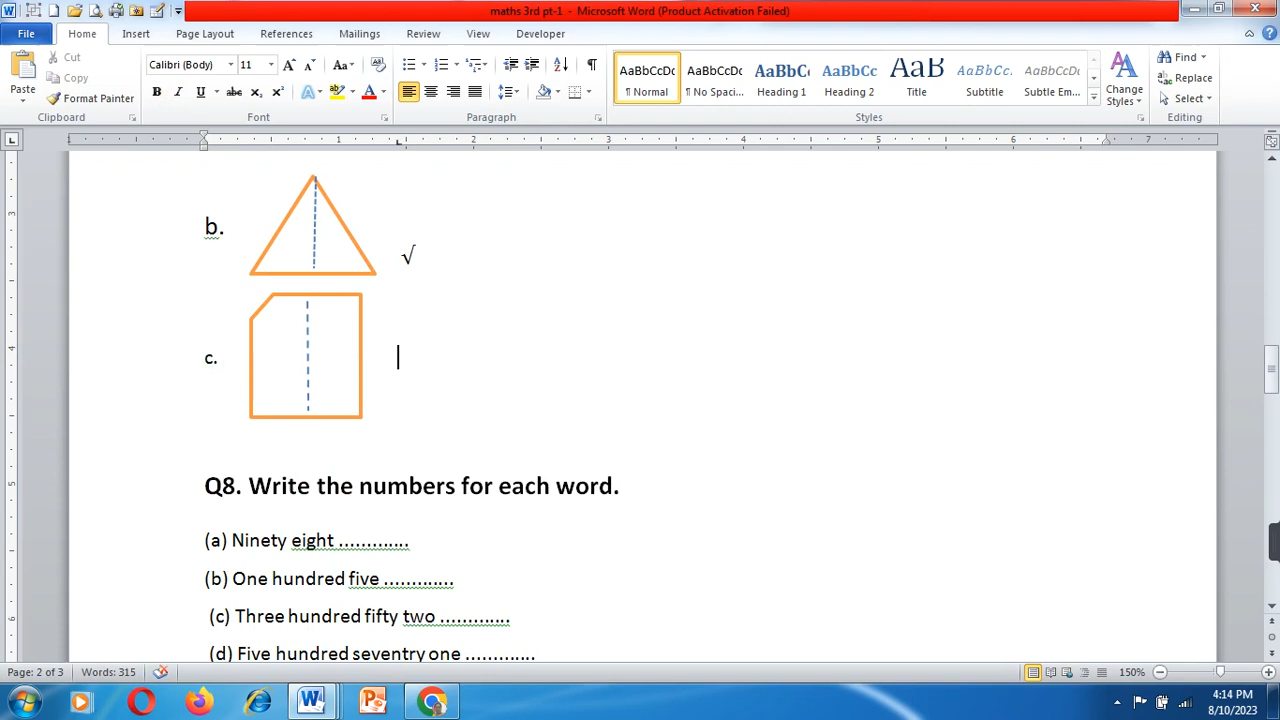 maths 3rd pt-1 - Microsoft Word (Product Activation Failed)
File Home Insert Page Layout References Mailings Review View Developer
Paste
Cut
Copy
Format Painter
Clipboard
Calibri (Body) 11
Font
Paragraph
AaBbCcDc AaBbCcDc AaBbCc AaBbCc AaB AaBbCc. AaBbCcDc
¶ Normal ¶ No Spaci... Heading 1 Heading 2 Title Subtitle Subtle Em...
Change Styles
Styles
Find
Replace
Select
Editing
b. √
c.
Q8. Write the numbers for each word.
(a) Ninety eight .............
(b) One hundred five .............
(c) Three hundred fifty two .............
(d) Five hundred seventry one .............
Page: 2 of 3 Words: 315 150%
4:14 PM
8/10/2023